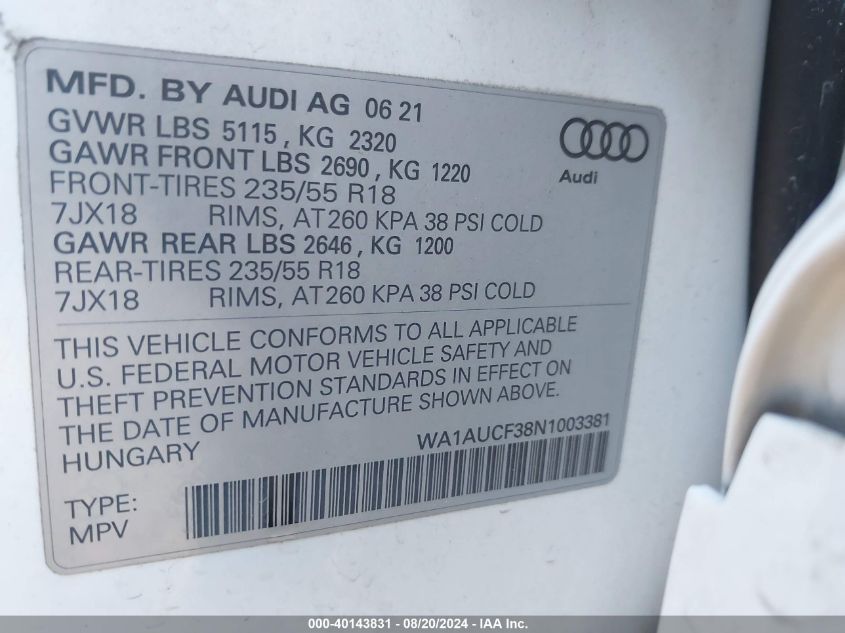 MFD. BY AUDI AG 06 21
GVWR LBS 5115, KG 2320
GAWR FRONT LBS 2690, KG 1220
FRONT-TIRES 235/55 R18
7JX18 RIMS, AT 260 KPA 38 PSI COLD
GAWR REAR LBS 2646, KG 1200
REAR-TIRES 235/55 R18
7JX18 RIMS, AT 260 KPA 38 PSI COLD
Audi
THIS VEHICLE CONFORMS TO ALL APPLICABLE
U.S. FEDERAL MOTOR VEHICLE SAFETY AND
THEFT PREVENTION STANDARDS IN EFFECT ON
THE DATE OF MANUFACTURE SHOWN ABOVE.
HUNGARY
WA1AUCF38N1003381
TYPE:
MPV
000-40143831 - 08/20/2024 - IAA Inc.